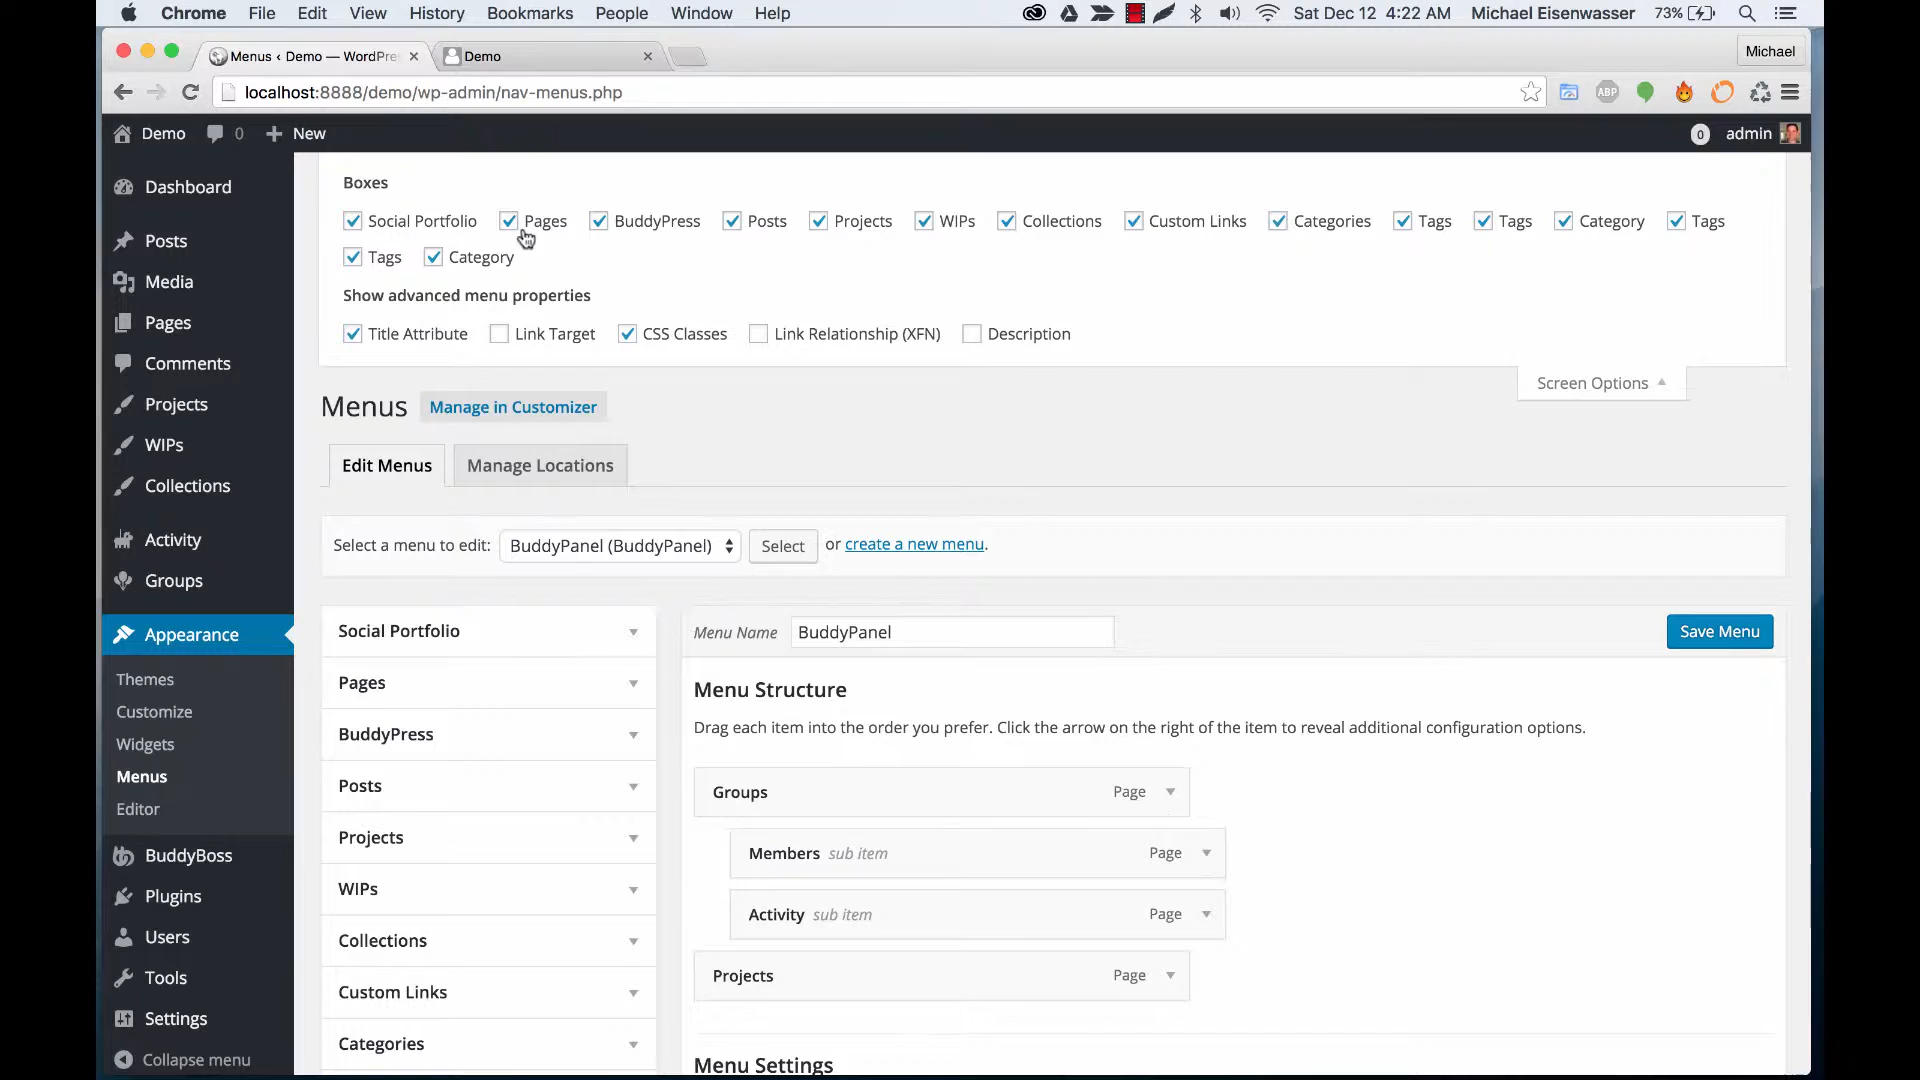 Chrome File Edit View History Bookmarks People Window Help Sat Dec 12 4:22 AM Michael Eisenwasser 73%
Menus ‹ Demo — WordPre Demo Michael
localhost:8888/demo/wp-admin/nav-menus.php ABP
Demo 0 New 0 admin
Dashboard
Posts
Media
Pages
Comments
Projects
WIPs
Collections
Activity
Groups
Appearance
Themes
Customize
Widgets
Menus
Editor
BuddyBoss
Plugins
Users
Tools
Settings
Collapse menu
Boxes
Social Portfolio Pages BuddyPress Posts Projects WIPs Collections Custom Links Categories Tags Tags Category Tags
Tags Category
Show advanced menu properties
Title Attribute Link Target CSS Classes Link Relationship (XFN) Description
Screen Options
Menus Manage in Customizer
Edit Menus Manage Locations
Select a menu to edit: BuddyPanel (BuddyPanel) Select or create a new menu.
Social Portfolio
Pages
BuddyPress
Posts
Projects
WIPs
Collections
Custom Links
Categories
Menu Name BuddyPanel Save Menu
Menu Structure
Drag each item into the order you prefer. Click the arrow on the right of the item to reveal additional configuration options.
Groups Page
Members sub item Page
Activity sub item Page
Projects Page
Menu Settings